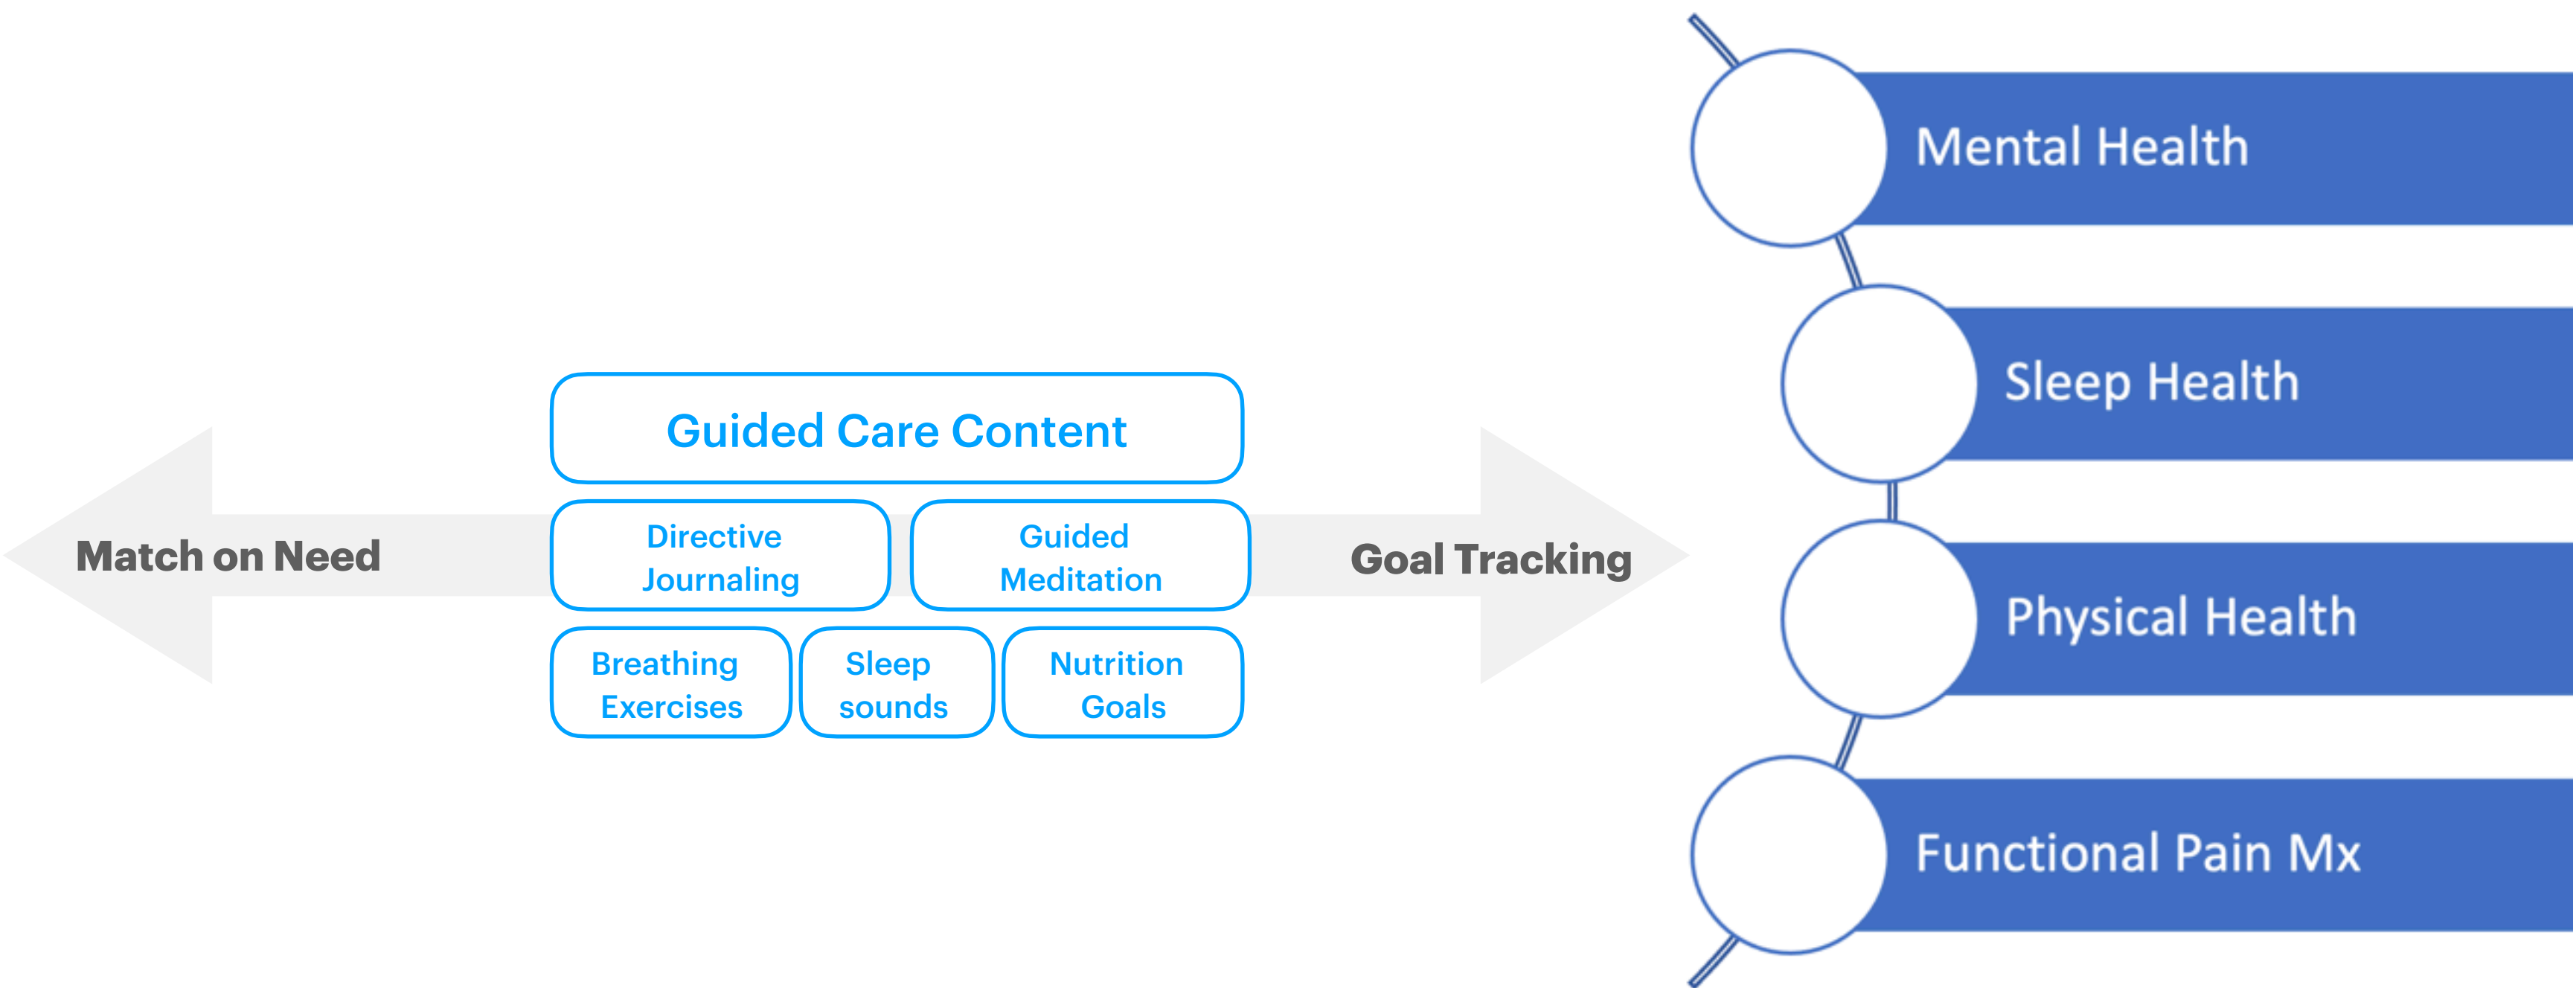 Match on Need
Guided Care Content
Directive
Journaling
Guided
Meditation
Breathing
Exercises
Sleep
sounds
Nutrition
Goals
Goal Tracking
Mental Health
Sleep Health
Physical Health
Functional Pain Mx